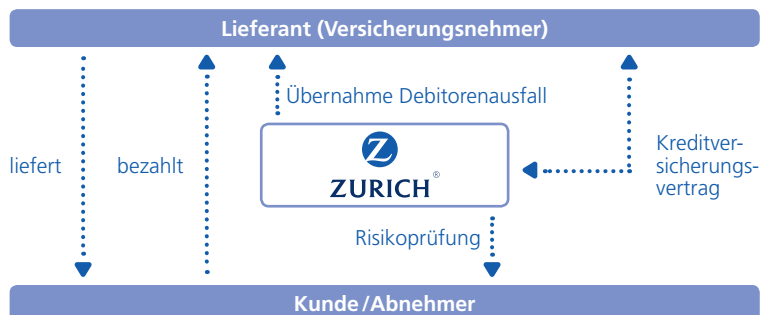 Lieferant (Versicherungsnehmer)
Übernahme Debitorenausfall
liefert
bezahlt
Z
ZURICH®
Kreditver-
sicherungs-
vertrag
Risikoprüfung
Kunde/Abnehmer